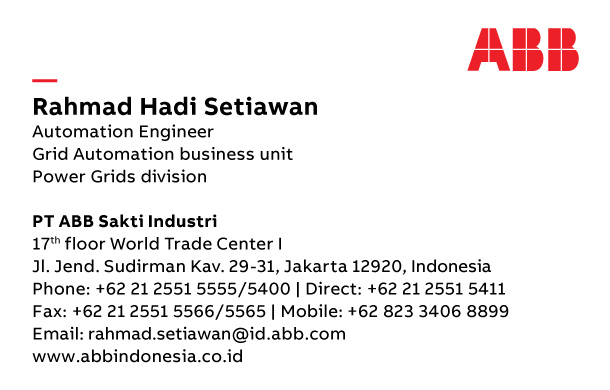 ABB
Rahmad Hadi Setiawan
Automation Engineer
Grid Automation business unit
Power Grids division
PT ABB Sakti Industri
17th floor World Trade Center I
Jl. Jend. Sudirman Kav. 29-31, Jakarta 12920, Indonesia
Phone: +62 21 2551 5555/5400 | Direct: +62 21 2551 5411
Fax: +62 21 2551 5566/5565 | Mobile: +62 823 3406 8899
Email: rahmad.setiawan@id.abb.com
www.abbindonesia.co.id